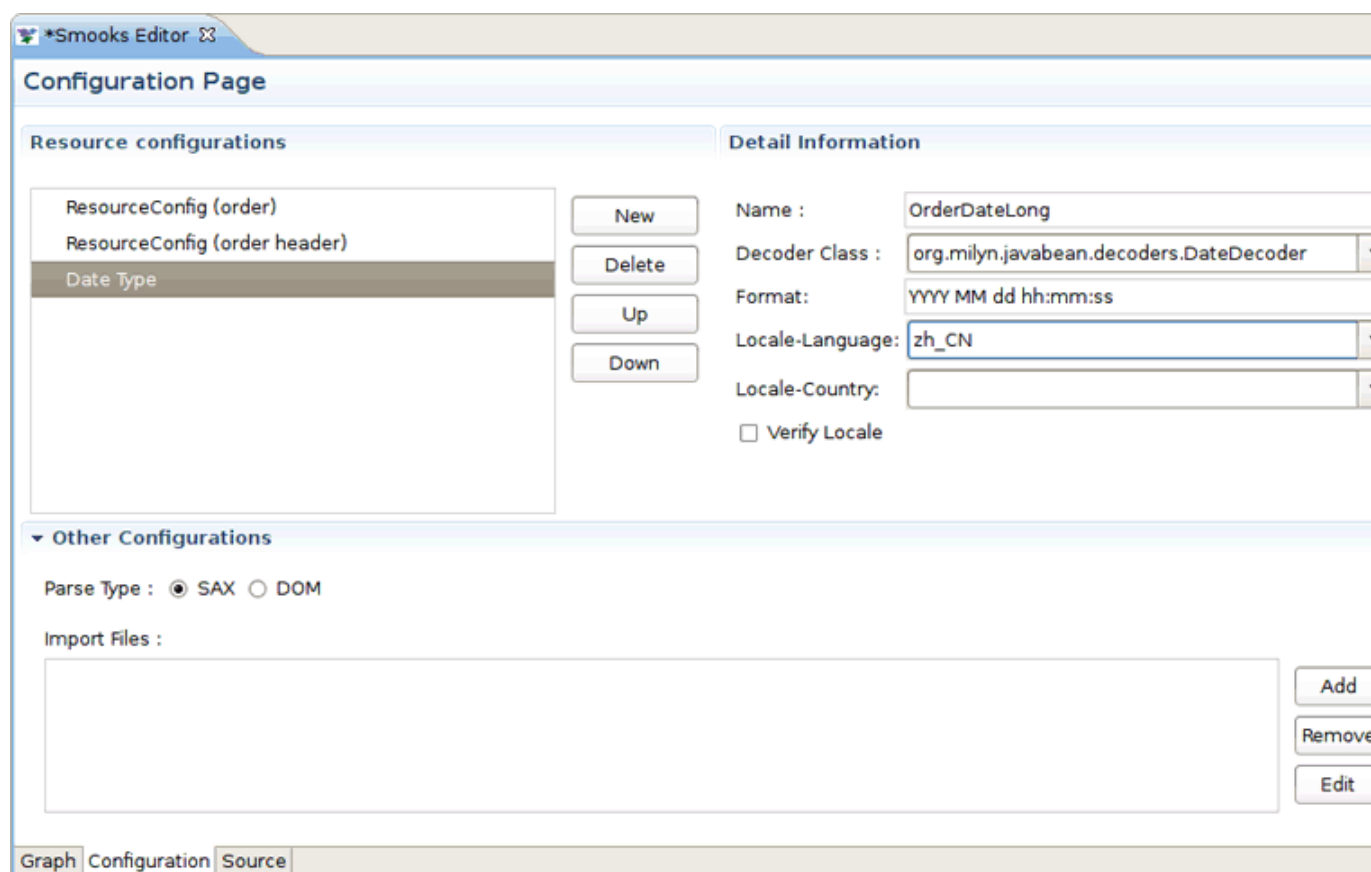 *Smooks Editor
Configuration Page
Resource configurations
ResourceConfig (order)
ResourceConfig (order header)
Date Type
New
Delete
Up
Down
Detail Information
Name : OrderDateLong
Decoder Class : org.milyn.javabean.decoders.DateDecoder
Format: YYYY MM dd hh:mm:ss
Locale-Language: zh_CN
Locale-Country:
Verify Locale
Other Configurations
Parse Type : SAX DOM
Import Files :
Add
Remove
Edit
Graph Configuration Source